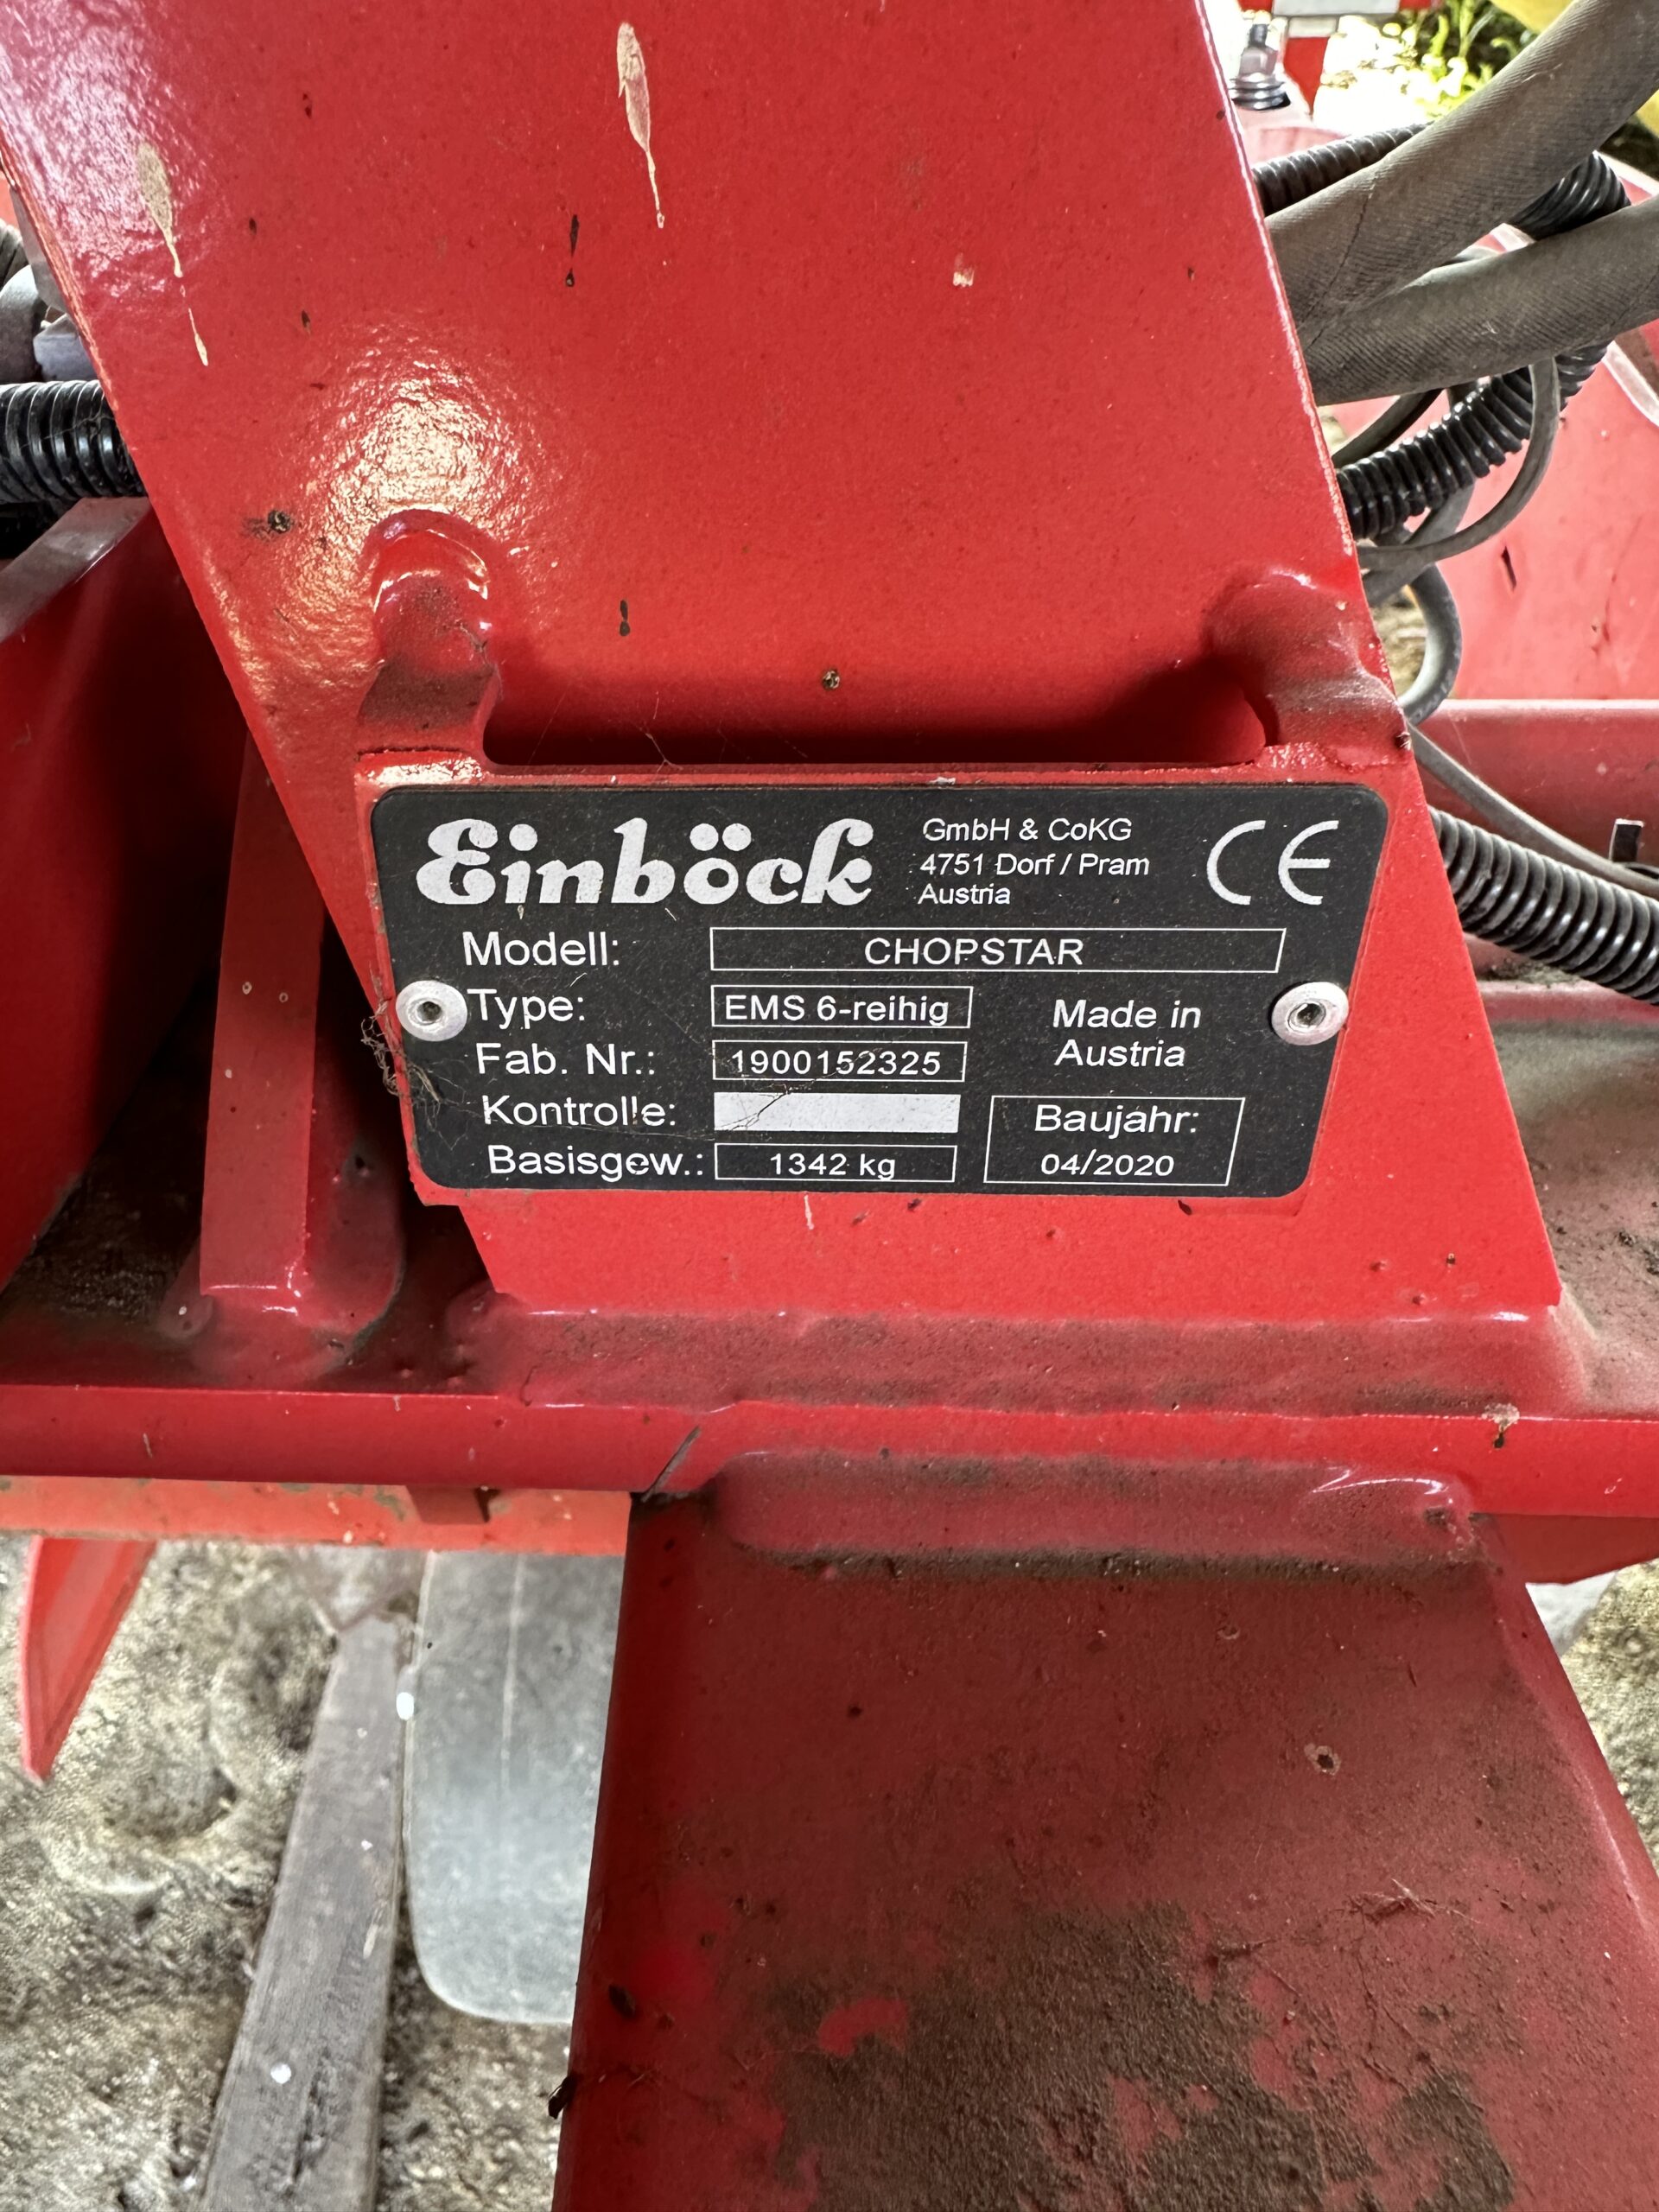 Einböck
GmbH & CoKG
4751 Dorf / Pram
Austria
CE
Modell: CHOPSTAR
Type: EMS 6-reihig
Made in
Austria
Fab. Nr.: 1900152325
Kontrolle:
Baujahr:
04/2020
Basisgew.: 1342 kg